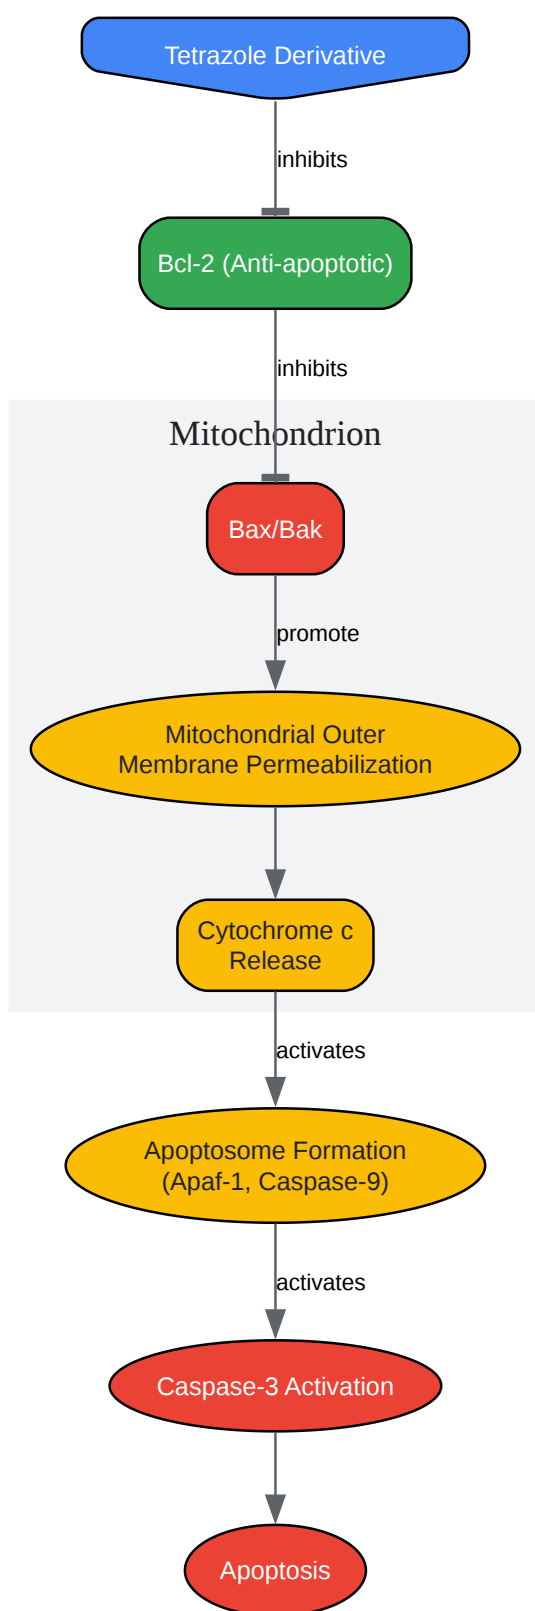 Tetrazole Derivative
inhibits
Bcl-2 (Anti-apoptotic)
inhibits
Mitochondrion
Bax/Bak
promote
Mitochondrial Outer
Membrane Permeabilization
Cytochrome c
Release
activates
Apoptosome Formation
(Apaf-1, Caspase-9)
activates
Caspase-3 Activation
Apoptosis